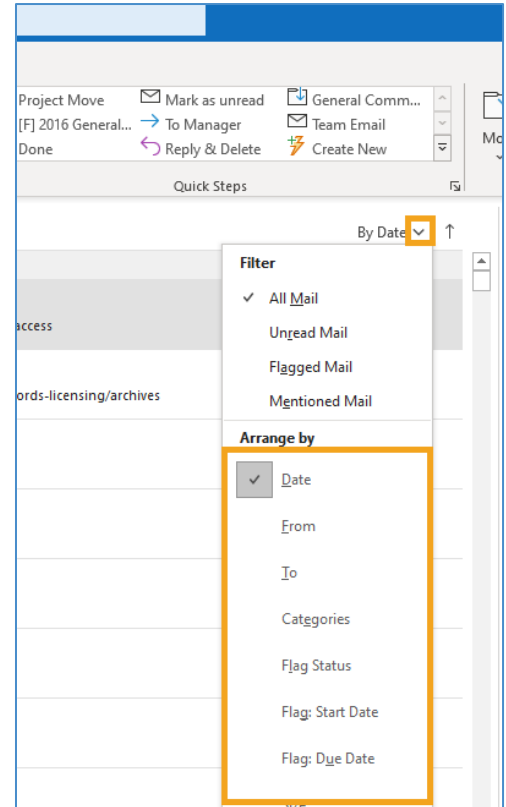 Project Move Mark as unread General Comm...
[F] 2016 General... To Manager Team Email
Done Reply & Delete Create New
Quick Steps
By Date
Filter
All Mail
access
Unread Mail
Flagged Mail
ords-licensing/archives
Mentioned Mail
Arrange by
Date
From
To
Categories
Flag Status
Flag: Start Date
Flag: Due Date